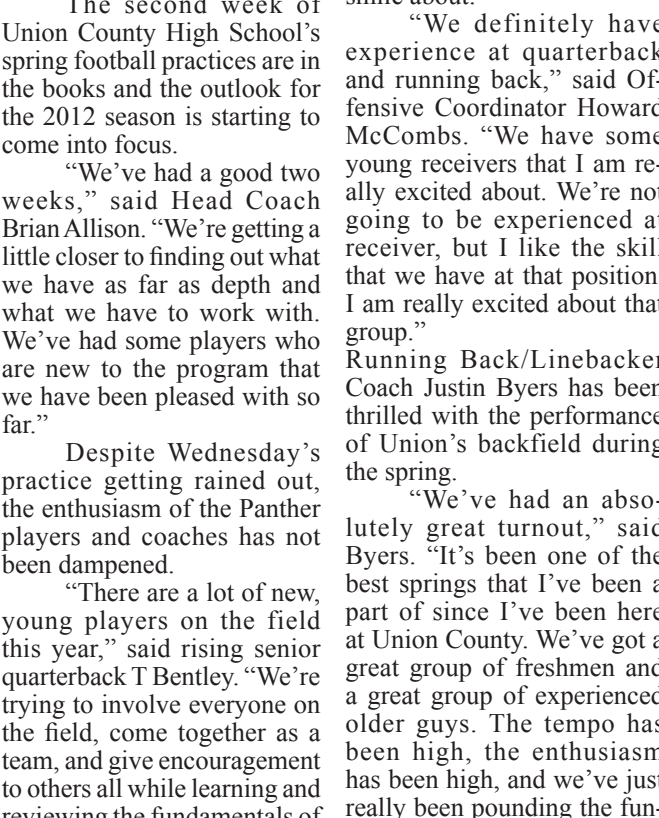 The second week of
Union County High School’s
spring football practices are in
the books and the outlook for
the 2012 season is starting to
come into focus.
“We’ve had a good two
weeks,” said Head Coach
Brian Allison. “We’re getting a
little closer to finding out what
we have as far as depth and
what we have to work with.
We’ve had some players who
are new to the program that
we have been pleased with so
far.”
Despite Wednesday’s
practice getting rained out,
the enthusiasm of the Panther
players and coaches has not
been dampened.
“There are a lot of new,
young players on the field
this year,” said rising senior
quarterback T Bentley. “We’re
trying to involve everyone on
the field, come together as a
team, and give encouragement
to others all while learning and
reviewing the fundamentals of
smile about.
“We definitely have
experience at quarterback
and running back,” said Of-
fensive Coordinator Howard
McCombs. “We have some
young receivers that I am re-
ally excited about. We’re not
going to be experienced at
receiver, but I like the skill
that we have at that position.
I am really excited about that
group.”
Running Back/Linebacker
Coach Justin Byers has been
thrilled with the performance
of Union’s backfield during
the spring.
“We’ve had an abso-
lutely great turnout,” said
Byers. “It’s been one of the
best springs that I’ve been a
part of since I’ve been here
at Union County. We’ve got a
great group of freshmen and
a great group of experienced
older guys. The tempo has
been high, the enthusiasm
has been high, and we’ve just
really been pounding the fun-